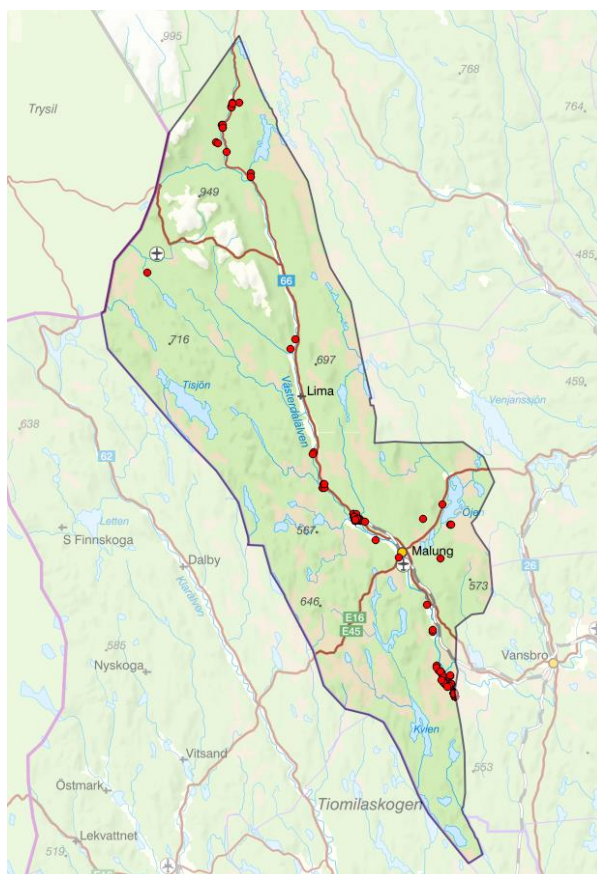 995
Trysil
768
764
949
485
66
716
697
Tisjön
459
Lima
Västerdalälven
Venjanssjön
638
62
Letten
S Finnskoga
Öjen
567
Malung
Dalby
26
Klarälven
573
646
E16
E45
585
Vansbro
Nyskoga
Kvien
Vitsand
553
Östmark
Tiomilaskogen
Lekvattnet
519